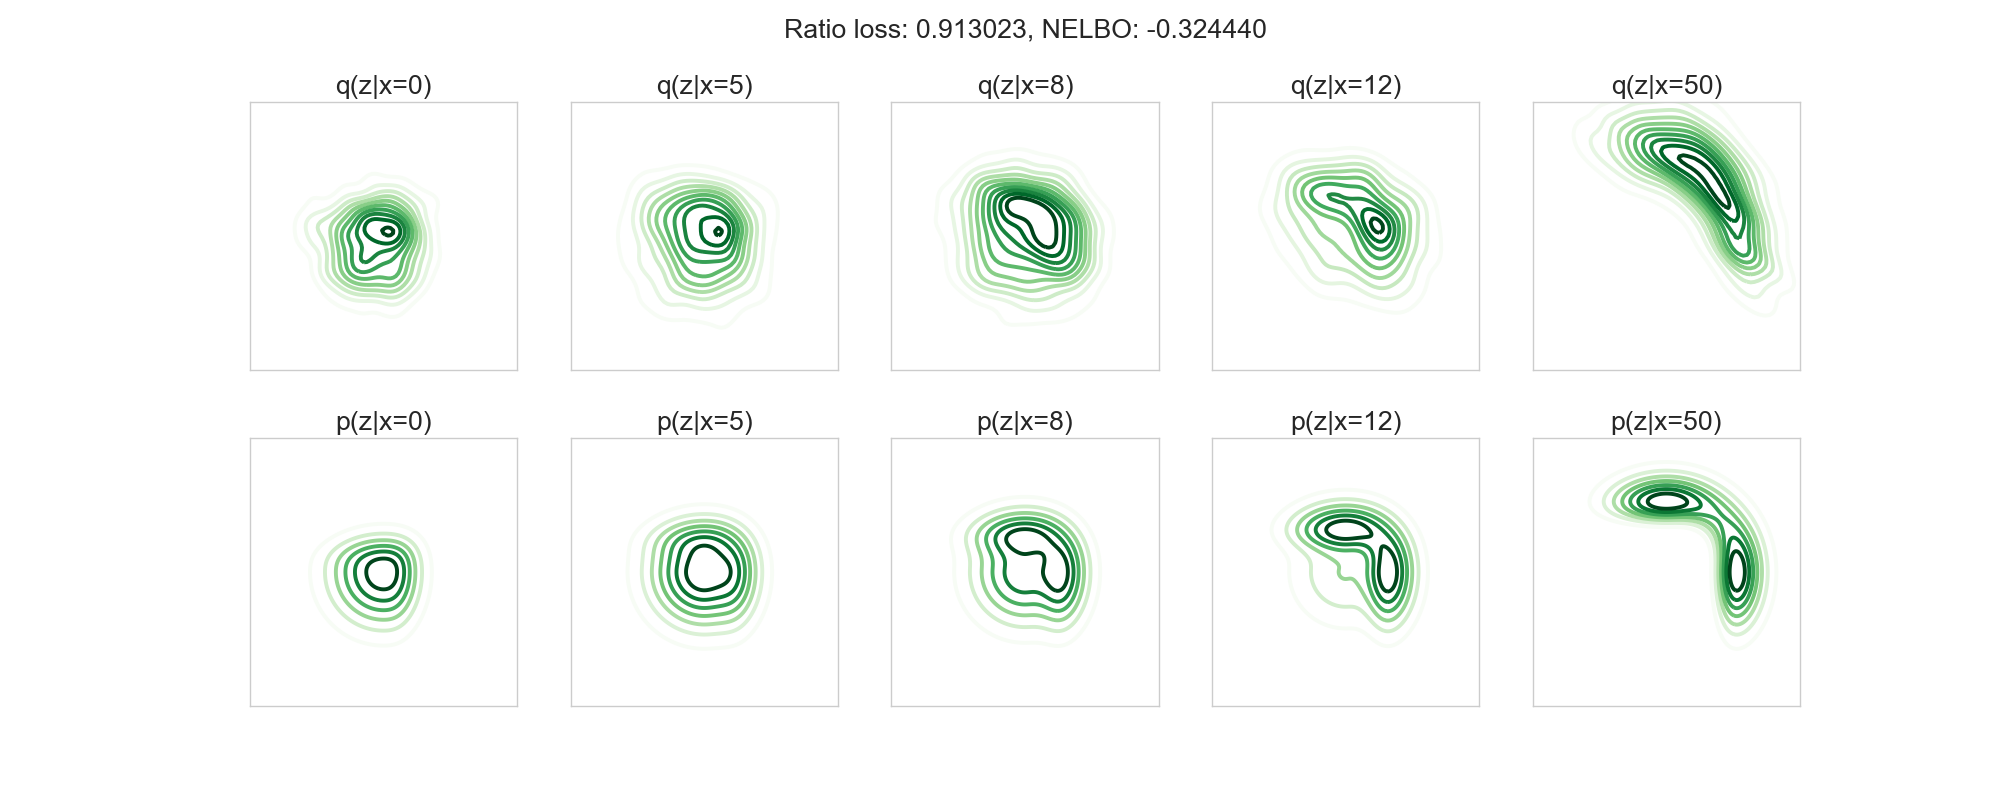 Ratio loss: 0.913023, NELBO: -0.324440
q(z|x=0)
q(z|x=5)
q(z|x=8)
q(z|x=12)
q(z|x=50)
p(z|x=0)
p(z|x=5)
p(z|x=8)
p(z|x=12)
p(z|x=50)